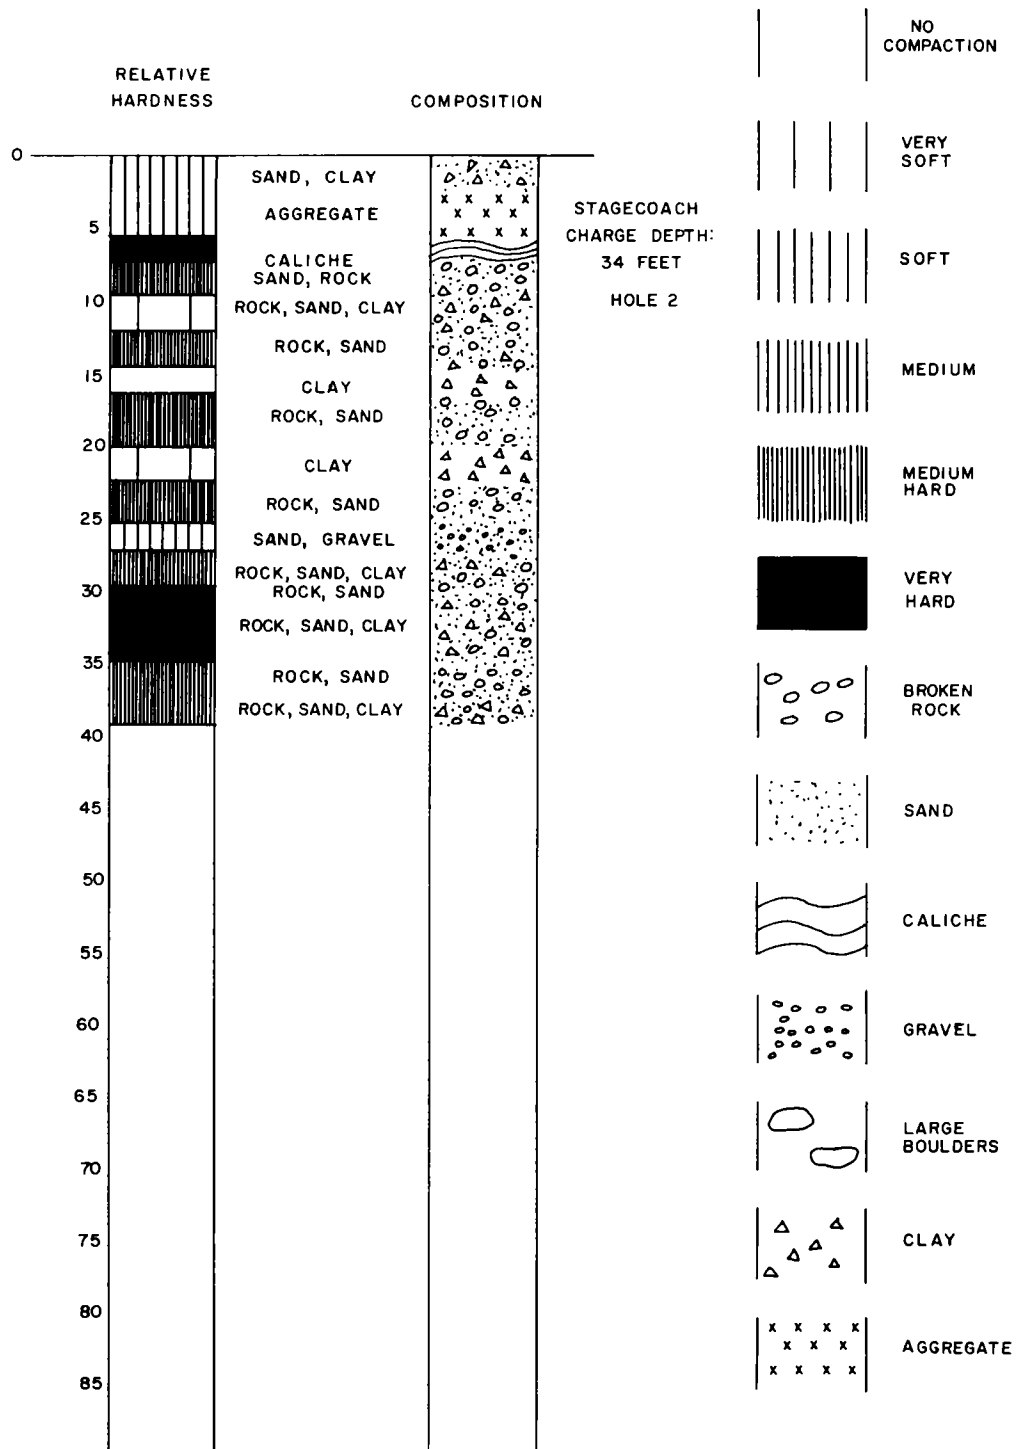 RELATIVE
HARDNESS
COMPOSITION
0
5
10
15
20
25
30
35
40
45
50
55
60
65
70
75
80
85
SAND, CLAY
AGGREGATE
CALICHE
SAND, ROCK
ROCK, SAND, CLAY
ROCK, SAND
CLAY
ROCK, SAND
CLAY
ROCK, SAND
SAND, GRAVEL
ROCK, SAND, CLAY
ROCK, SAND
ROCK, SAND, CLAY
ROCK, SAND
ROCK, SAND, CLAY
STAGECOACH
CHARGE DEPTH:
34 FEET
HOLE 2
NO
COMPACTION
VERY
SOFT
SOFT
MEDIUM
MEDIUM
HARD
VERY
HARD
BROKEN
ROCK
SAND
CALICHE
GRAVEL
LARGE
BOULDERS
CLAY
AGGREGATE